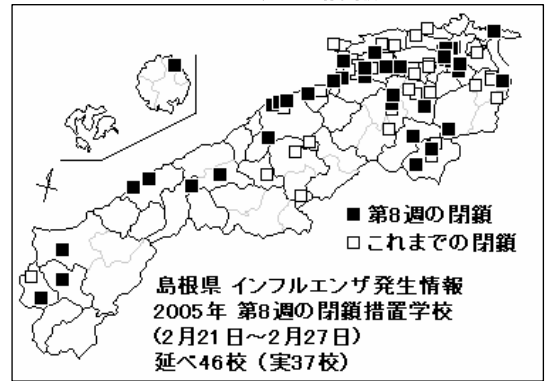 ■ 第8週の閉鎖
□ これまでの閉鎖
島根県 インフルエンザ発生情報
2005年 第8週の閉鎖措置学校
(2月21日～2月27日)
延べ46校（実37校）